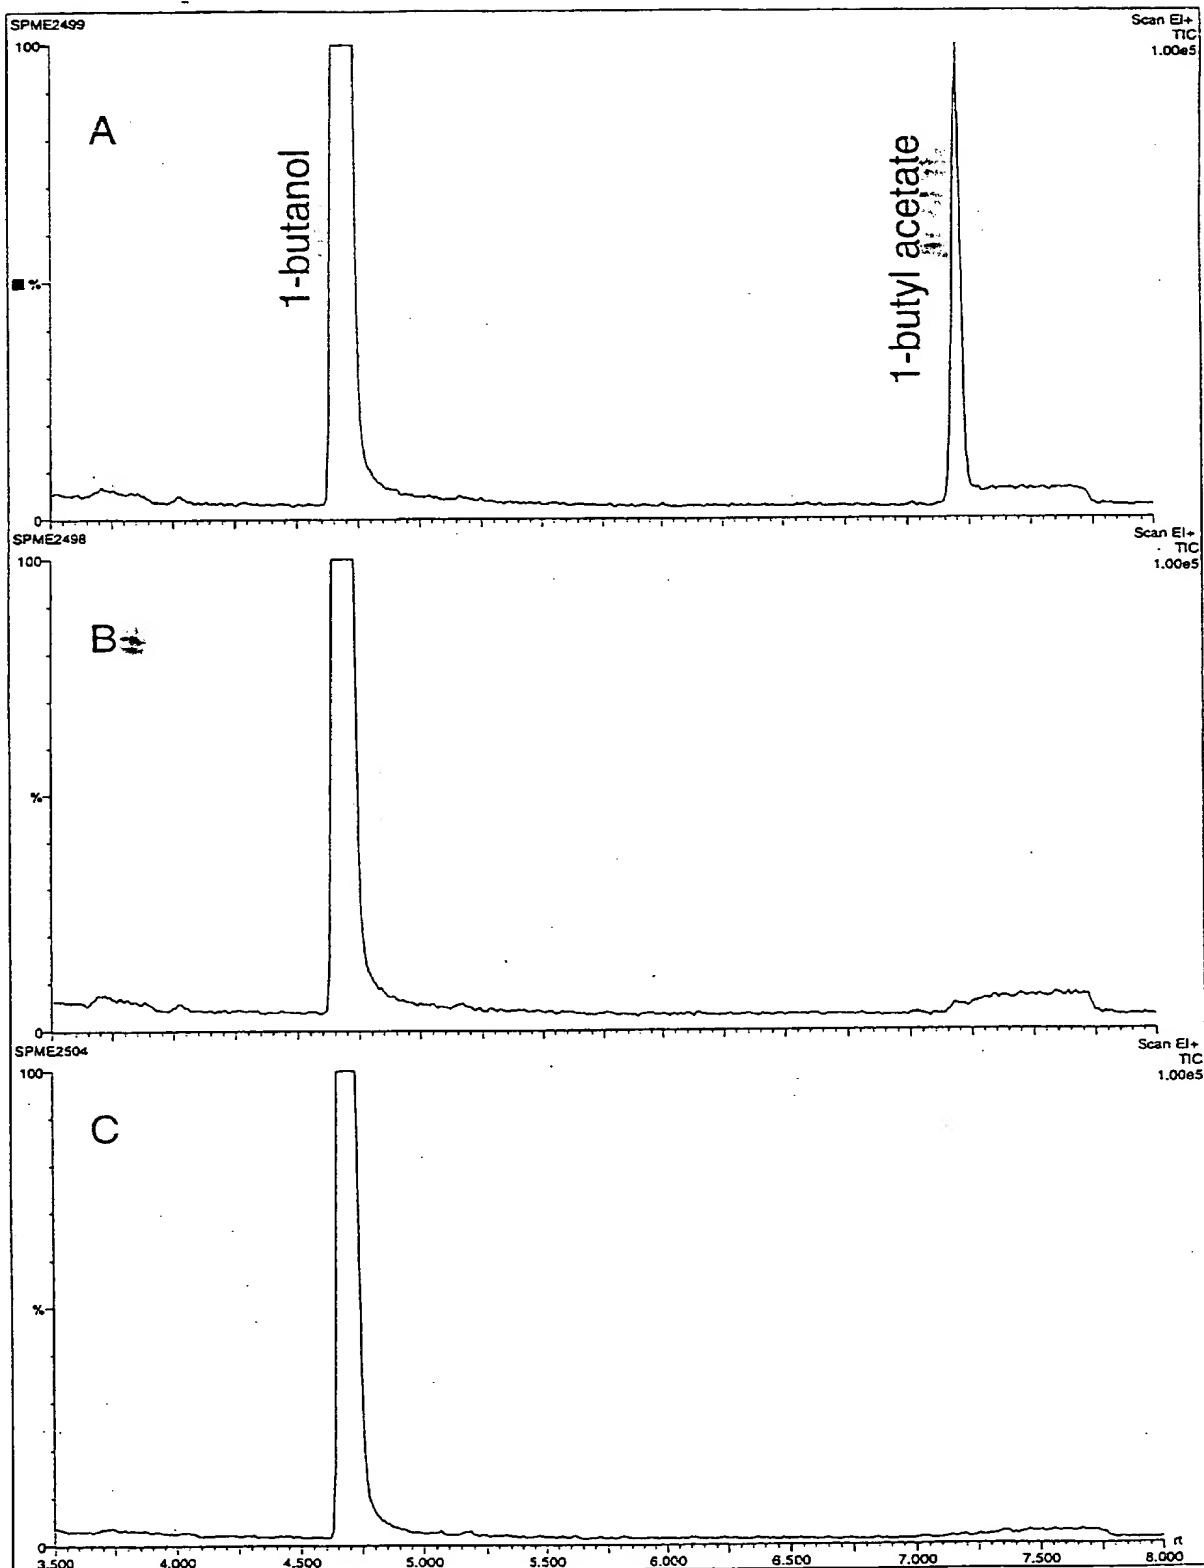 SPME2499
Scan EI+
TIC
1.00e5
100
A
1-butanol
1-butyl acetate
%
0
SPME2498
Scan EI+
TIC
1.00e5
100
B
%
0
SPME2504
Scan EI+
TIC
1.00e5
100
C
%
0
3.500 4.000 4.500 5.000 5.500 6.000 6.500 7.000 7.500 8.000 rt